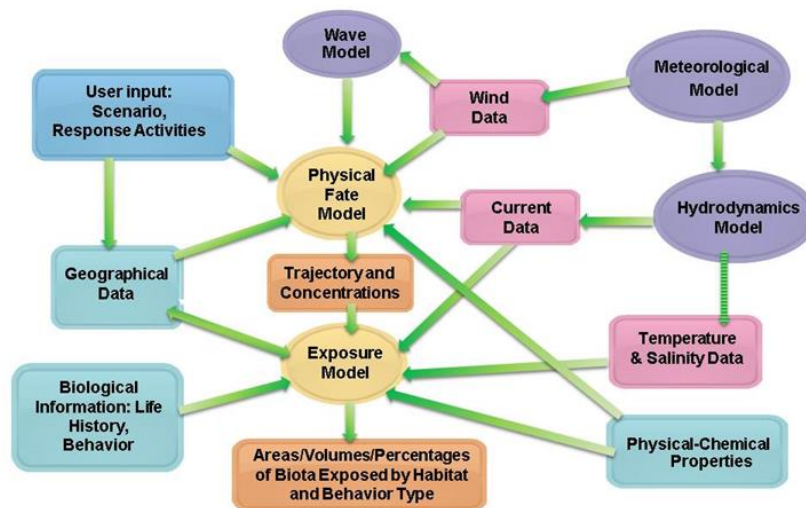 Wave
Model
Meteorological
Model
User input:
Scenario,
Response Activities
Wind
Data
Physical
Fate
Model
Current
Data
Hydrodynamics
Model
Geographical
Data
Trajectory and
Concentrations
Exposure
Model
Temperature
& Salinity Data
Biological
Information: Life
History,
Behavior
Areas/Volumes/Percentages
of Biota Exposed by Habitat
and Behavior Type
Physical-Chemical
Properties